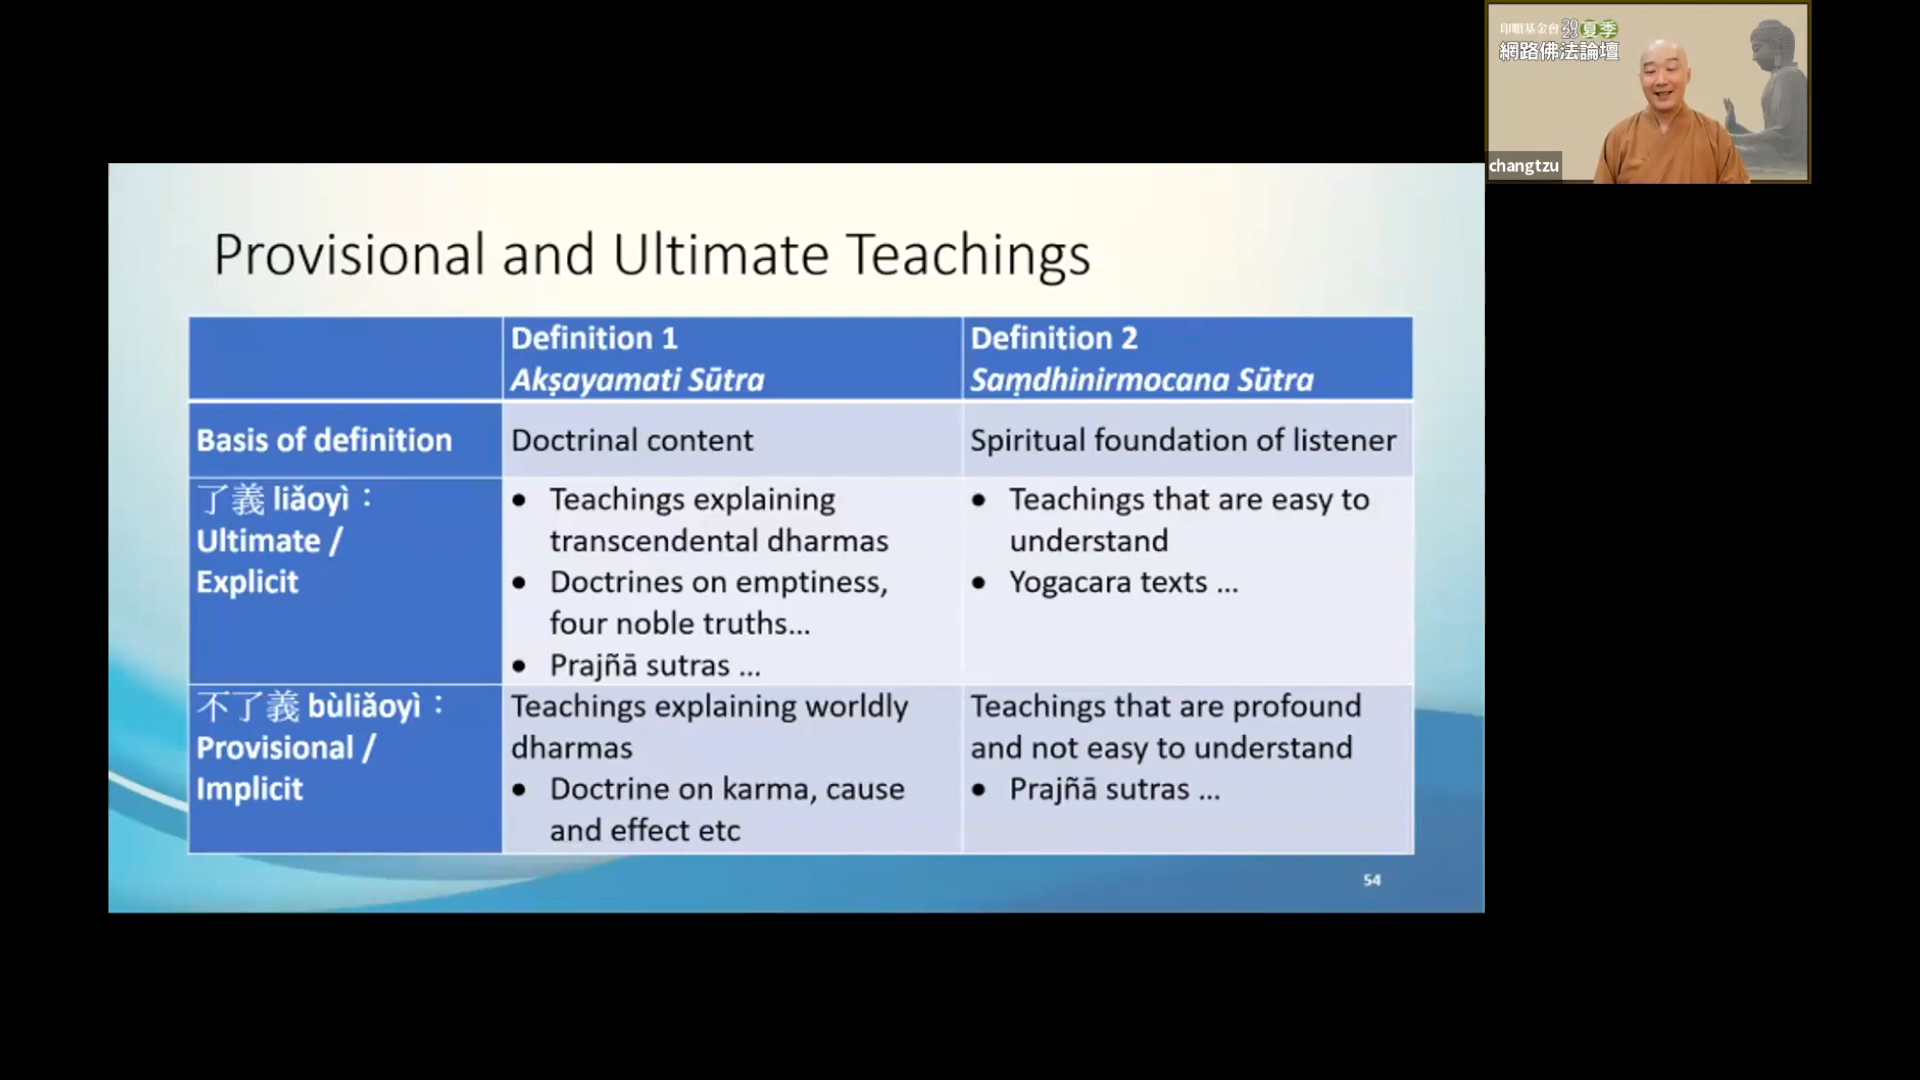 印順基金會 2023 夏季
網路佛法論壇
changtzu
Provisional and Ultimate Teachings
Definition 1
Akṣayamati Sūtra
Definition 2
Saṃdhinirmocana Sūtra
Basis of definition
Doctrinal content
Spiritual foundation of listener
了義 liǎoyì：
Ultimate /
Explicit
• Teachings explaining
transcendental dharmas
• Doctrines on emptiness,
four noble truths...
• Prajñā sutras ...
• Teachings that are easy to
understand
• Yogacara texts ...
不了義 bùliǎoyì：
Provisional /
Implicit
Teachings explaining worldly
dharmas
• Doctrine on karma, cause
and effect etc
Teachings that are profound
and not easy to understand
• Prajñā sutras ...
54